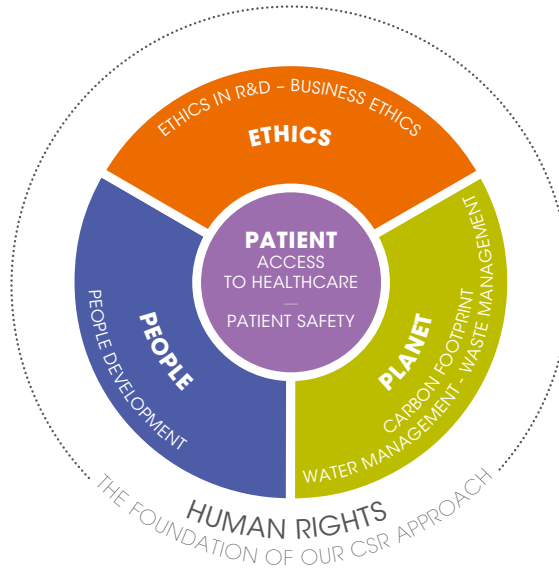 ETHICS IN R&D – BUSINESS ETHICS
ETHICS
PATIENT
ACCESS
TO HEALTHCARE
PATIENT SAFETY
PEOPLE
PEOPLE DEVELOPMENT
PLANET
CARBON FOOTPRINT
WATER MANAGEMENT - WASTE MANAGEMENT
HUMAN RIGHTS
THE FOUNDATION OF OUR CSR APPROACH